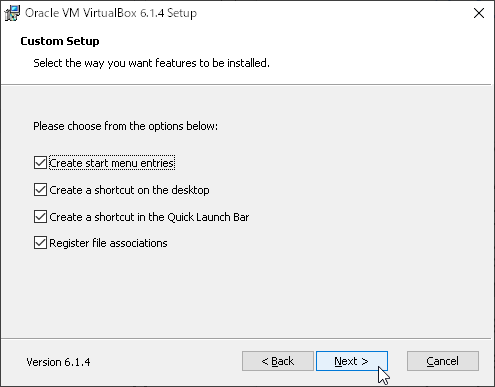 Oracle VM VirtualBox 6.1.4 Setup
Custom Setup
Select the way you want features to be installed.
Please choose from the options below:
Create start menu entries
Create a shortcut on the desktop
Create a shortcut in the Quick Launch Bar
Register file associations
Version 6.1.4
< Back
Next >
Cancel